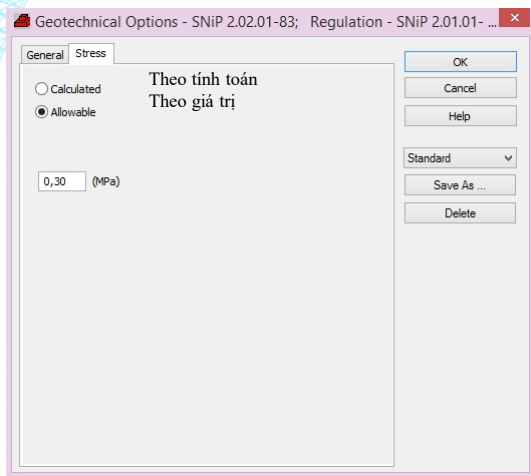 Geotechnical Options - SNiP 2.02.01-83; Regulation - SNiP 2.01.01- ...
General Stress
Calculated Theo tính toán
Allowable Theo giá trị
0,30 (MPa)
OK
Cancel
Help
Standard
Save As ...
Delete